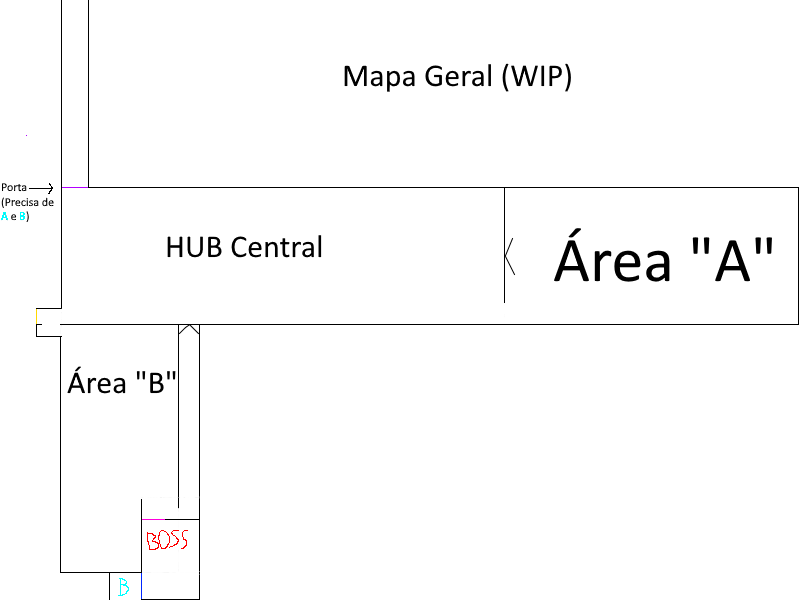 Mapa Geral (WIP)
Porta
(Precisa de
A e B)
HUB Central
Área "A"
Área "B"
BOSS
B